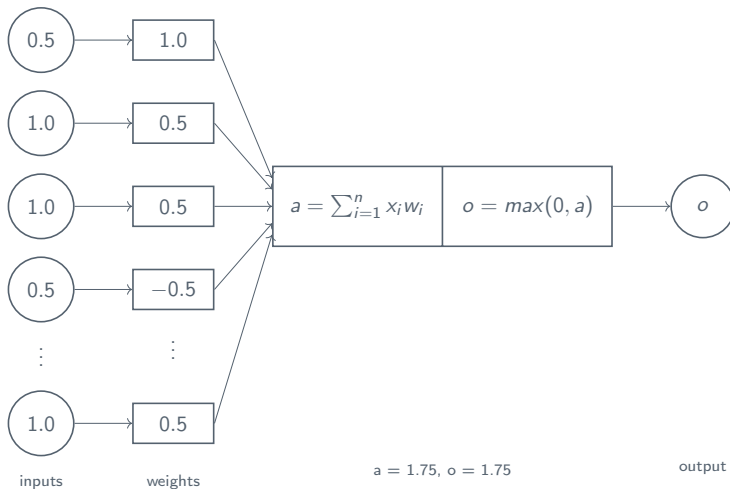 0.5 1.0
1.0 0.5
1.0 0.5 a = ∑ⁿᵢ₌₁ xᵢwᵢ o = max(0, a) o
0.5 −0.5
⋮ ⋮
1.0 0.5
inputs weights a = 1.75, o = 1.75 output